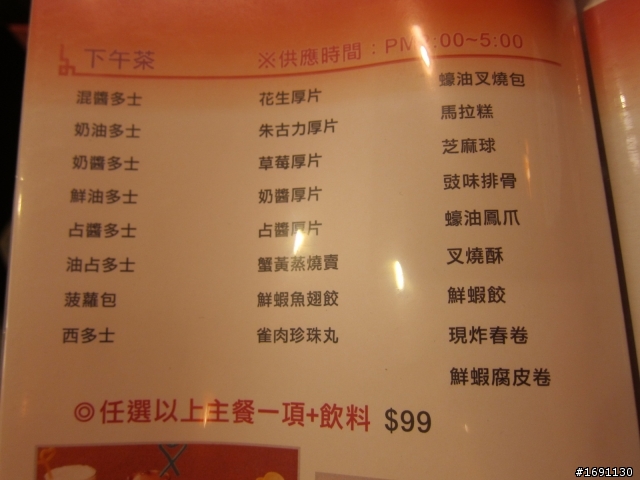 下午茶
※供應時間：PM :00~5:00
混醬多士
奶油多士
奶醬多士
鮮油多士
占醬多士
油占多士
菠蘿包
西多士
花生厚片
朱古力厚片
草莓厚片
奶醬厚片
占醬厚片
蟹黃蒸燒賣
鮮蝦魚翅餃
雀肉珍珠丸
蠔油叉燒包
馬拉糕
芝麻球
豉味排骨
蠔油鳳爪
叉燒酥
鮮蝦餃
現炸春卷
鮮蝦腐皮卷
◎任選以上主餐一項+飲料 $99
#1691130